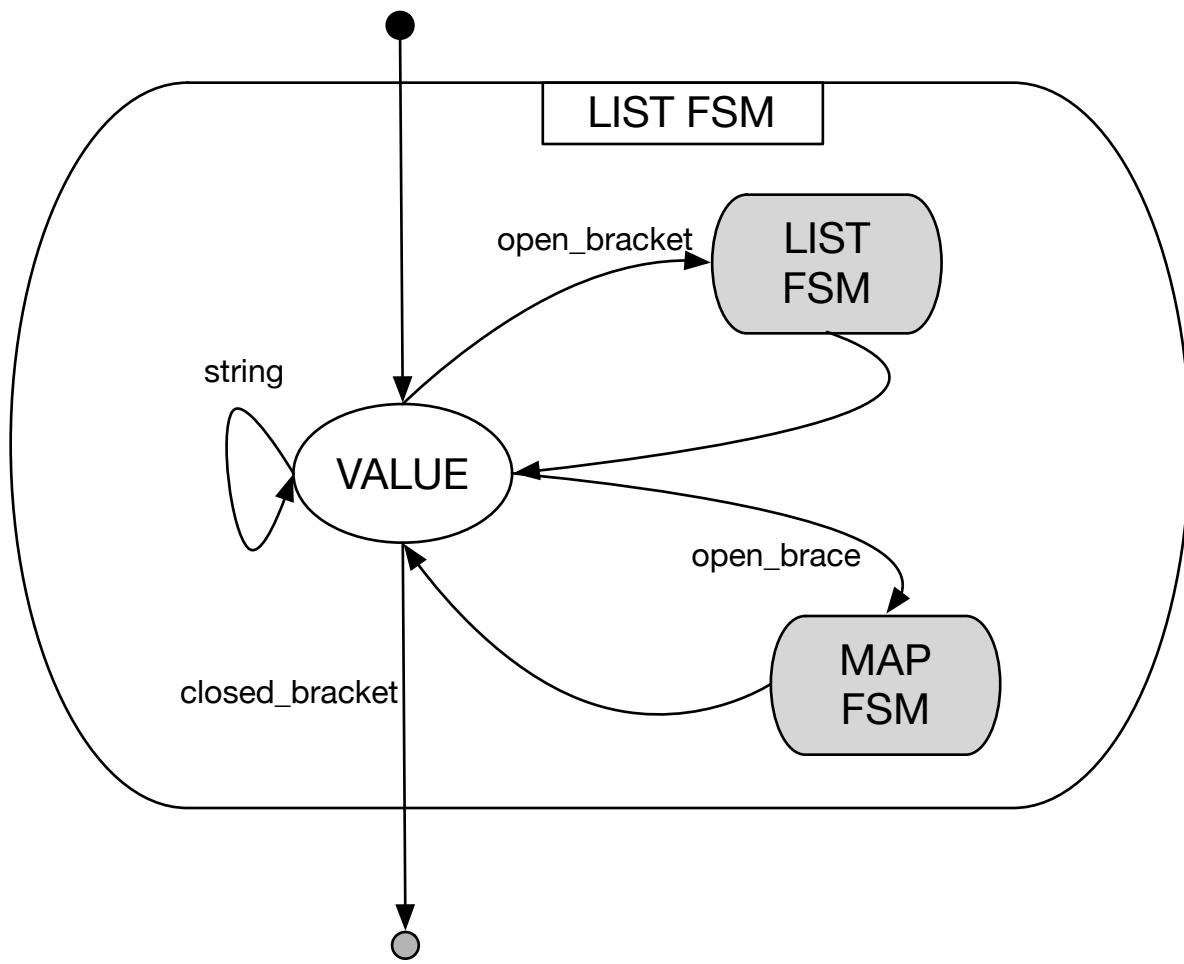 LIST FSM
open_bracket
LIST
FSM
string
VALUE
open_brace
MAP
FSM
closed_bracket